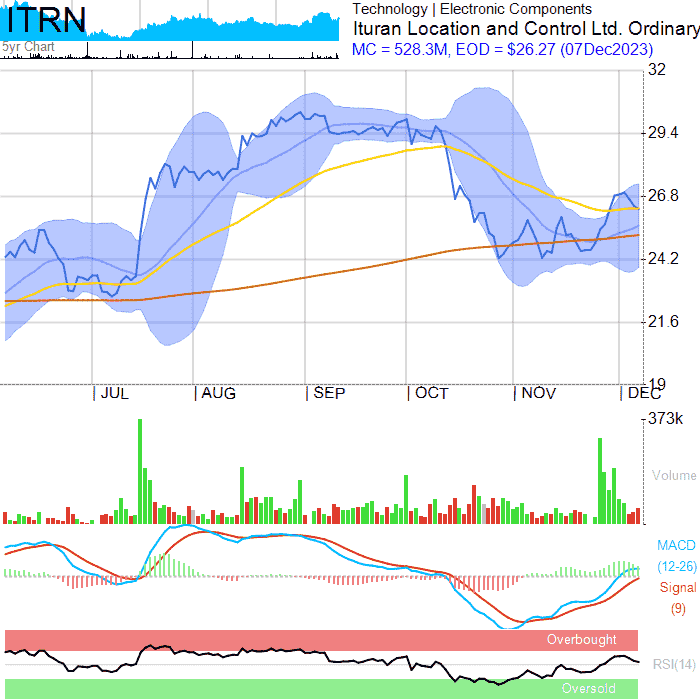 ITRN
5yr Chart
Technology | Electronic Components
Ituran Location and Control Ltd. Ordinary
MC = 528.3M, EOD = $26.27 (07Dec2023)
32
29.4
26.8
24.2
21.6
19
JUL AUG SEP OCT NOV DEC
373k
Volume
MACD
(12-26)
Signal
(9)
Overbought
RSI(14)
Oversold